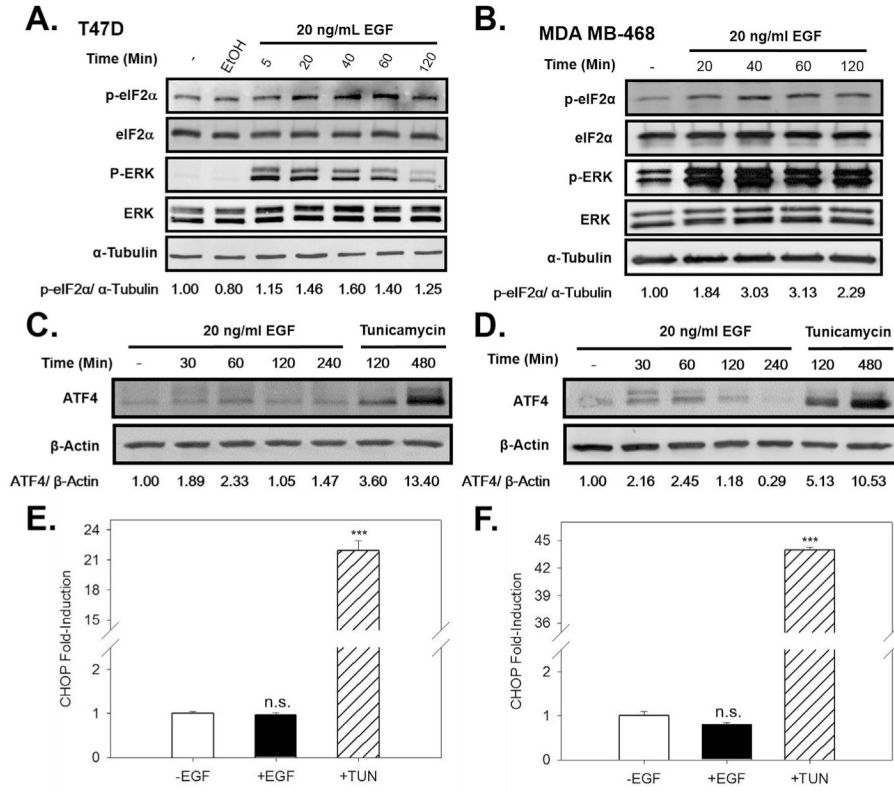 A. T47D
20 ng/mL EGF
Time (Min) - EtOH 5 20 40 60 120
p-eIF2α
eIF2α
P-ERK
ERK
α-Tubulin
p-eIF2α/ α-Tubulin 1.00 0.80 1.15 1.46 1.60 1.40 1.25
B. MDA MB-468
20 ng/ml EGF
Time (Min) - 20 40 60 120
p-eIF2α
eIF2α
p-ERK
ERK
α-Tubulin
p-eIF2α/ α-Tubulin 1.00 1.84 3.03 3.13 2.29
C.
20 ng/ml EGF Tunicamycin
Time (Min) - 30 60 120 240 120 480
ATF4
β-Actin
ATF4/ β-Actin 1.00 1.89 2.33 1.05 1.47 3.60 13.40
D.
20 ng/ml EGF Tunicamycin
Time (Min) - 30 60 120 240 120 480
ATF4
β-Actin
ATF4/ β-Actin 1.00 2.16 2.45 1.18 0.29 5.13 10.53
E.
CHOP Fold-Induction
24
21
18
15
2
1
0
n.s.
***
-EGF +EGF +TUN
F.
CHOP Fold-Induction
45
42
39
36
2
1
0
n.s.
***
-EGF +EGF +TUN